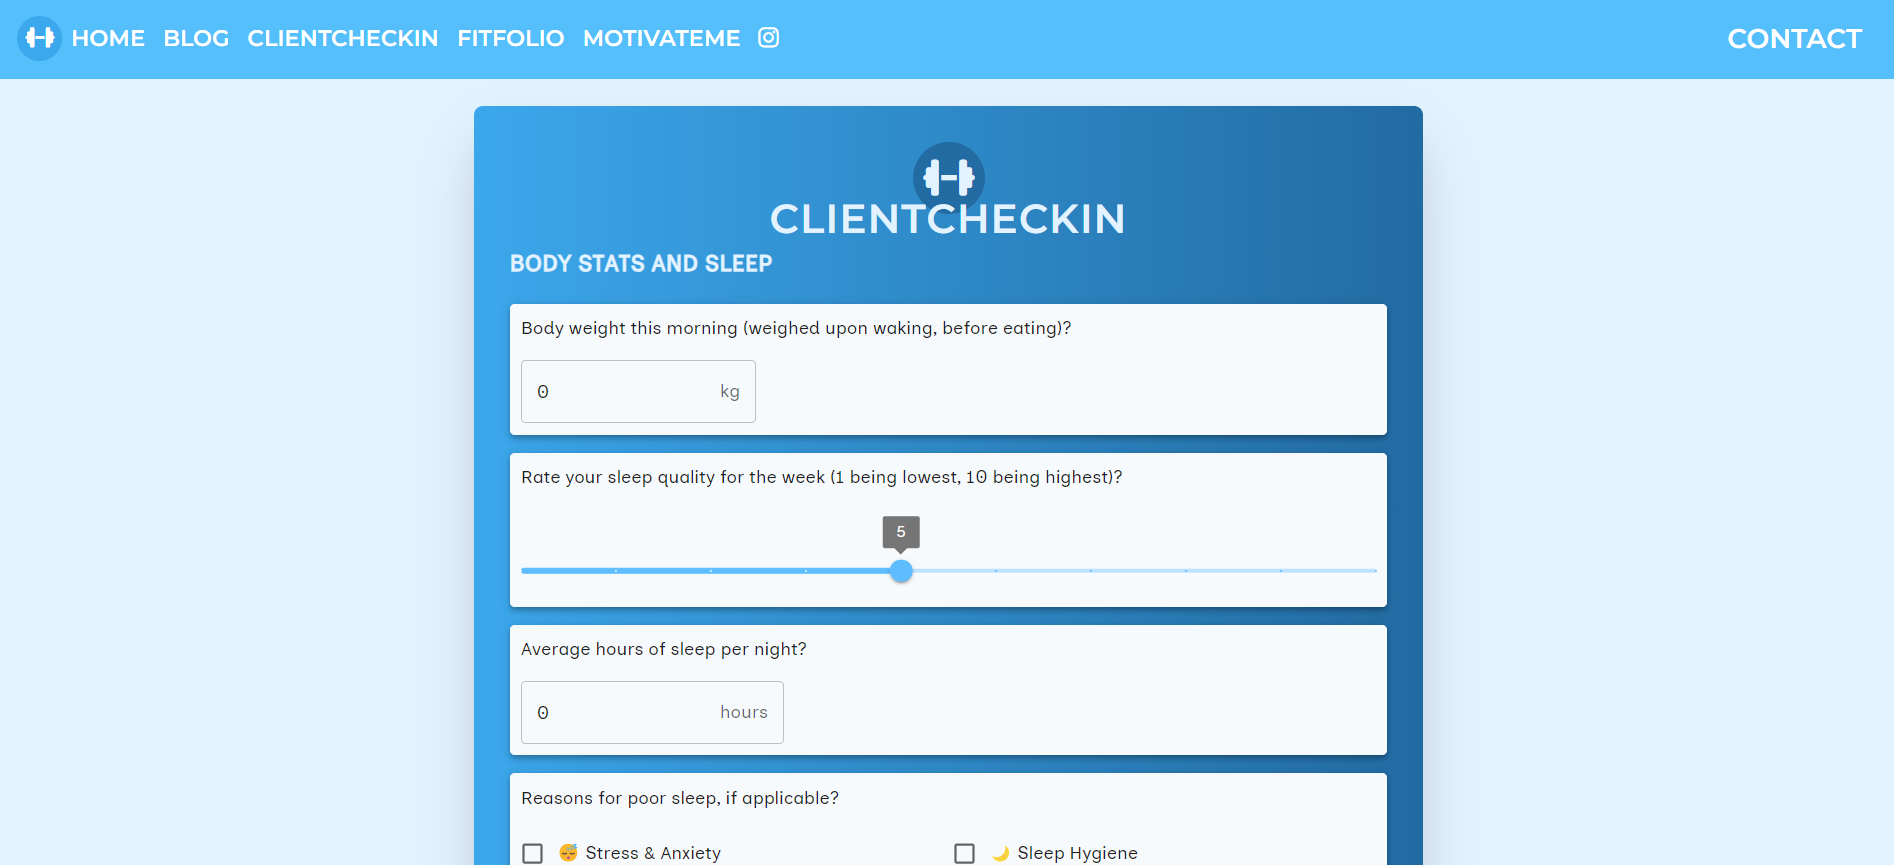 HOME BLOG CLIENTCHECKIN FITFOLIO MOTIVATEME CONTACT
CLIENTCHECKIN
BODY STATS AND SLEEP
Body weight this morning (weighed upon waking, before eating)?
0 kg
Rate your sleep quality for the week (1 being lowest, 10 being highest)?
5
Average hours of sleep per night?
0 hours
Reasons for poor sleep, if applicable?
😴 Stress & Anxiety 🌙 Sleep Hygiene